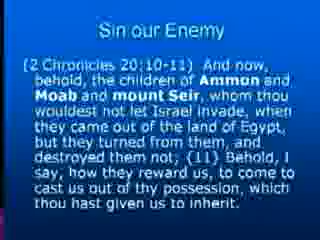 Sin our Enemy
(2 Chronicles 20:10-11) And now,
behold, the children of Ammon and
Moab and mount Seir, whom thou
wouldest not let Israel invade, when
they came out of the land of Egypt,
but they turned from them, and
destroyed them not; {11} Behold, I
say, how they reward us, to come to
cast us out of thy possession, which
thou hast given us to inherit.